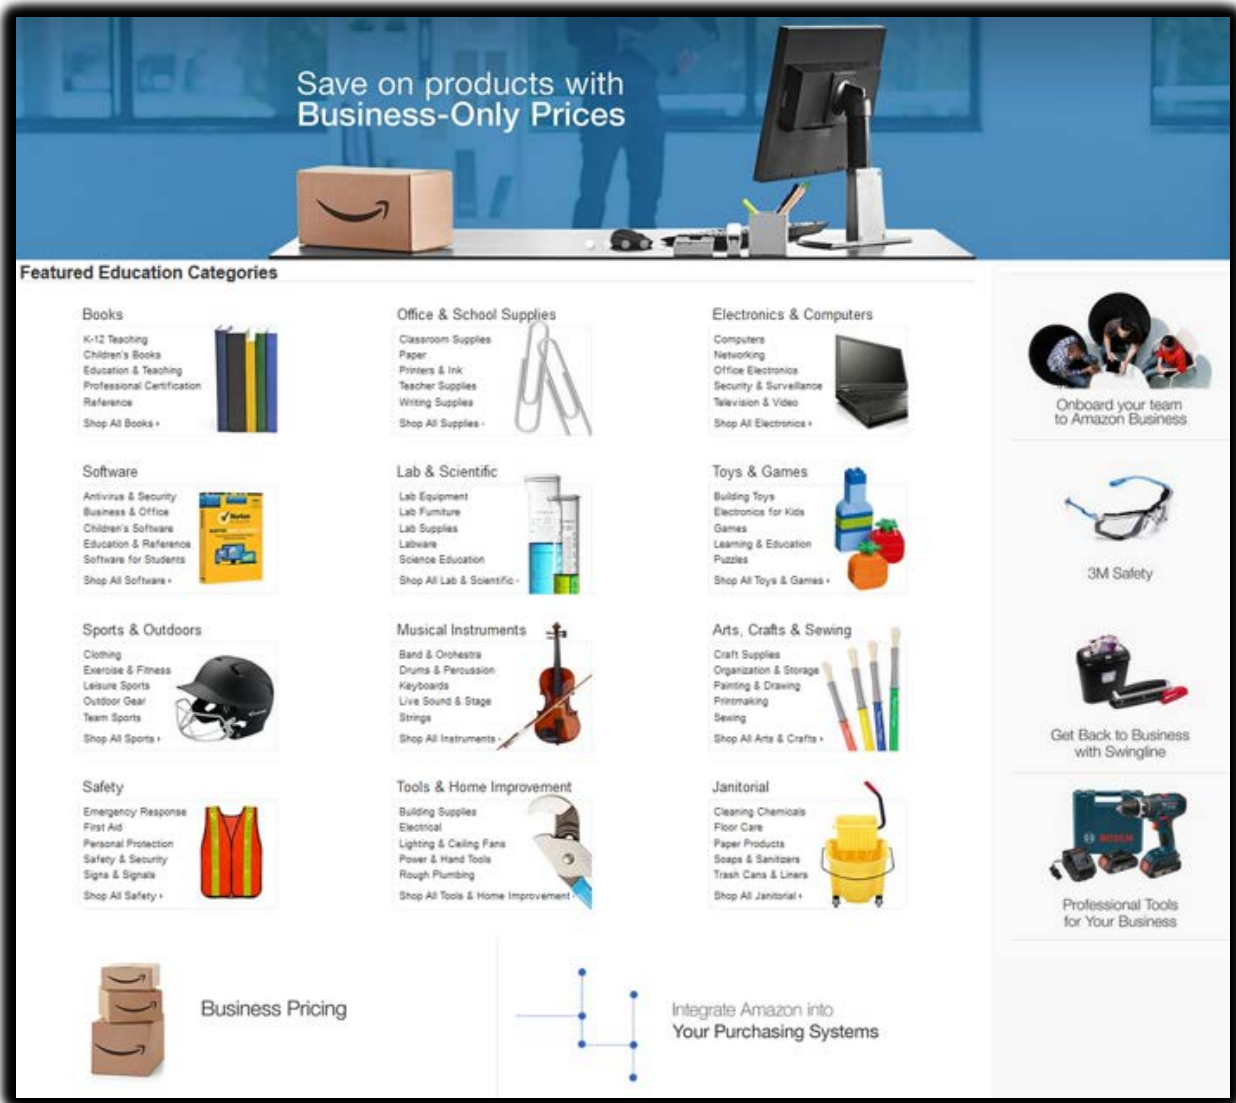 Save on products with
Business-Only Prices
Featured Education Categories
Books
K-12 Teaching
Children's Books
Education & Teaching
Professional Certification
Reference
Shop All Books ›
Office & School Supplies
Classroom Supplies
Paper
Printers & Ink
Teacher Supplies
Writing Supplies
Shop All Supplies ›
Electronics & Computers
Computers
Networking
Office Electronics
Security & Surveillance
Television & Video
Shop All Electronics ›
Software
Antivirus & Security
Business & Office
Children's Software
Education & Reference
Software for Students
Shop All Software ›
Norton
Lab & Scientific
Lab Equipment
Lab Furniture
Lab Supplies
Labware
Science Education
Shop All Lab & Scientific ›
Toys & Games
Building Toys
Electronics for Kids
Games
Learning & Education
Puzzles
Shop All Toys & Games ›
Sports & Outdoors
Clothing
Exercise & Fitness
Leisure Sports
Outdoor Gear
Team Sports
Shop All Sports ›
Musical Instruments
Band & Orchestra
Drums & Percussion
Keyboards
Live Sound & Stage
Strings
Shop All Instruments ›
Arts, Crafts & Sewing
Craft Supplies
Organization & Storage
Painting & Drawing
Printmaking
Sewing
Shop All Arts & Crafts ›
Safety
Emergency Response
First Aid
Personal Protection
Safety & Security
Signs & Signals
Shop All Safety ›
Tools & Home Improvement
Building Supplies
Electrical
Lighting & Ceiling Fans
Power & Hand Tools
Rough Plumbing
Shop All Tools & Home Improvement ›
Janitorial
Cleaning Chemicals
Floor Care
Paper Products
Soaps & Sanitizers
Trash Cans & Liners
Shop All Janitorial ›
Business Pricing
Integrate Amazon into
Your Purchasing Systems
Onboard your team
to Amazon Business
3M Safety
Get Back to Business
with Swingline
BOSCH
Professional Tools
for Your Business